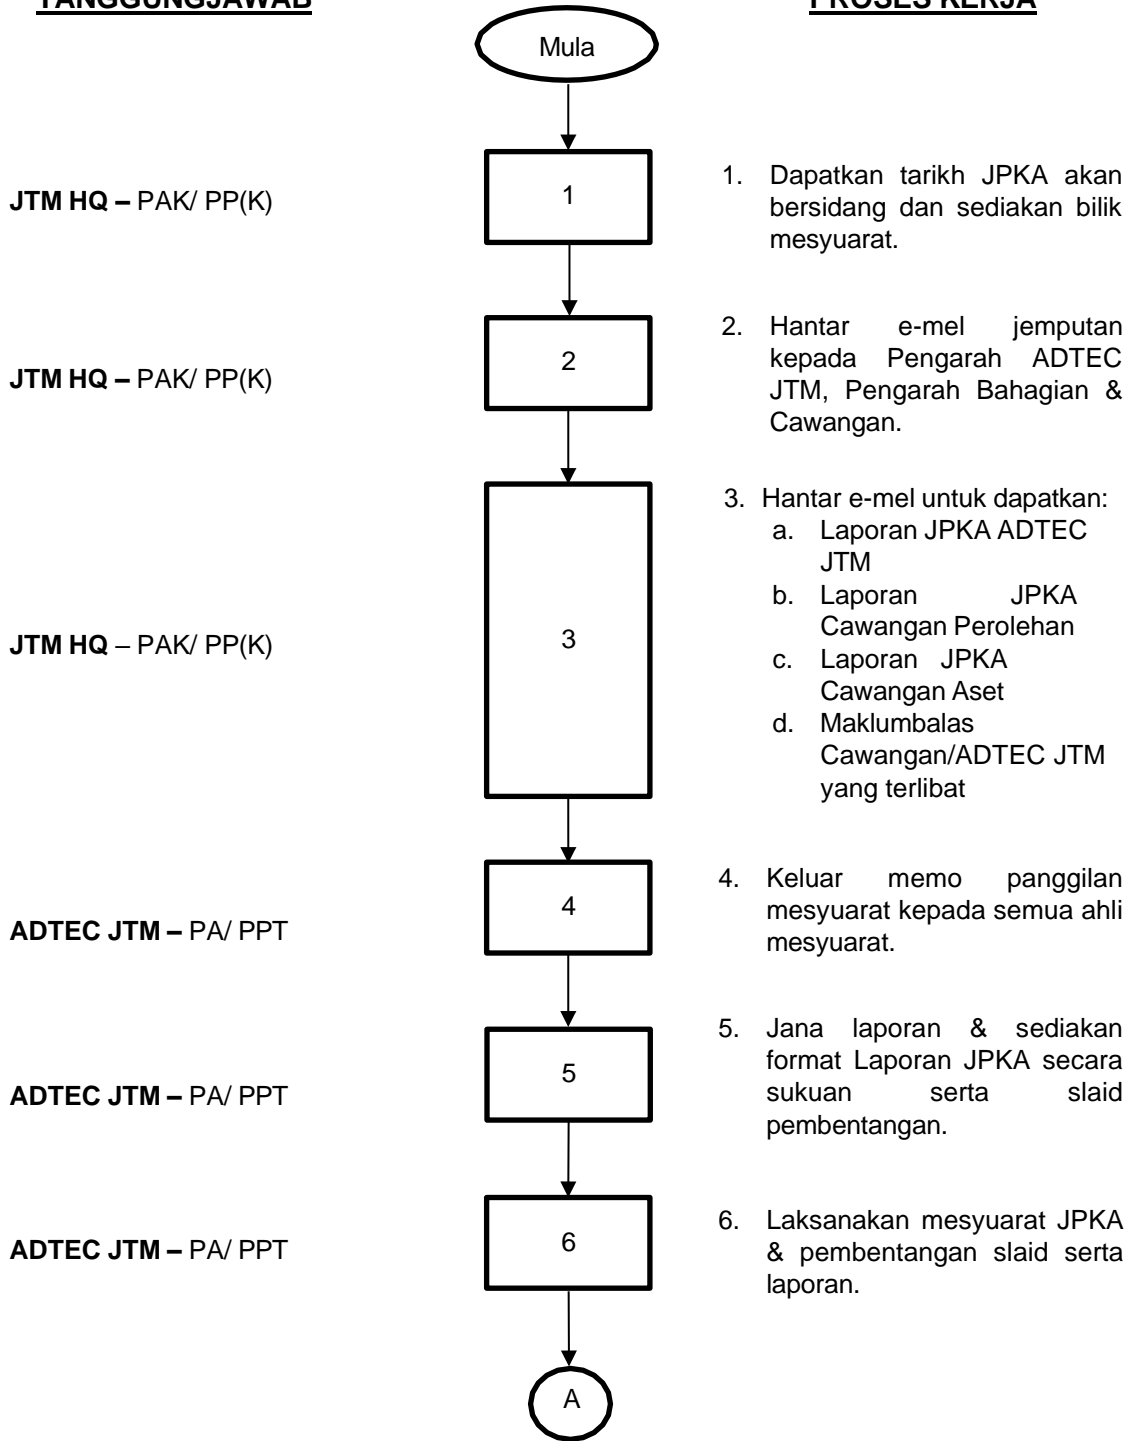 TANGGUNGJAWAB
PROSES KERJA
Mula
JTM HQ – PAK/ PP(K)
1
1. Dapatkan tarikh JPKA akan
bersidang dan sediakan bilik
mesyuarat.
JTM HQ – PAK/ PP(K)
2
2. Hantar e-mel jemputan
kepada Pengarah ADTEC
JTM, Pengarah Bahagian &
Cawangan.
JTM HQ – PAK/ PP(K)
3
3. Hantar e-mel untuk dapatkan:
a. Laporan JPKA ADTEC
JTM
b. Laporan JPKA
Cawangan Perolehan
c. Laporan JPKA
Cawangan Aset
d. Maklumbalas
Cawangan/ADTEC JTM
yang terlibat
ADTEC JTM – PA/ PPT
4
4. Keluar memo panggilan
mesyuarat kepada semua ahli
mesyuarat.
ADTEC JTM – PA/ PPT
5
5. Jana laporan & sediakan
format Laporan JPKA secara
sukuan serta slaid
pembentangan.
ADTEC JTM – PA/ PPT
6
6. Laksanakan mesyuarat JPKA
& pembentangan slaid serta
laporan.
A